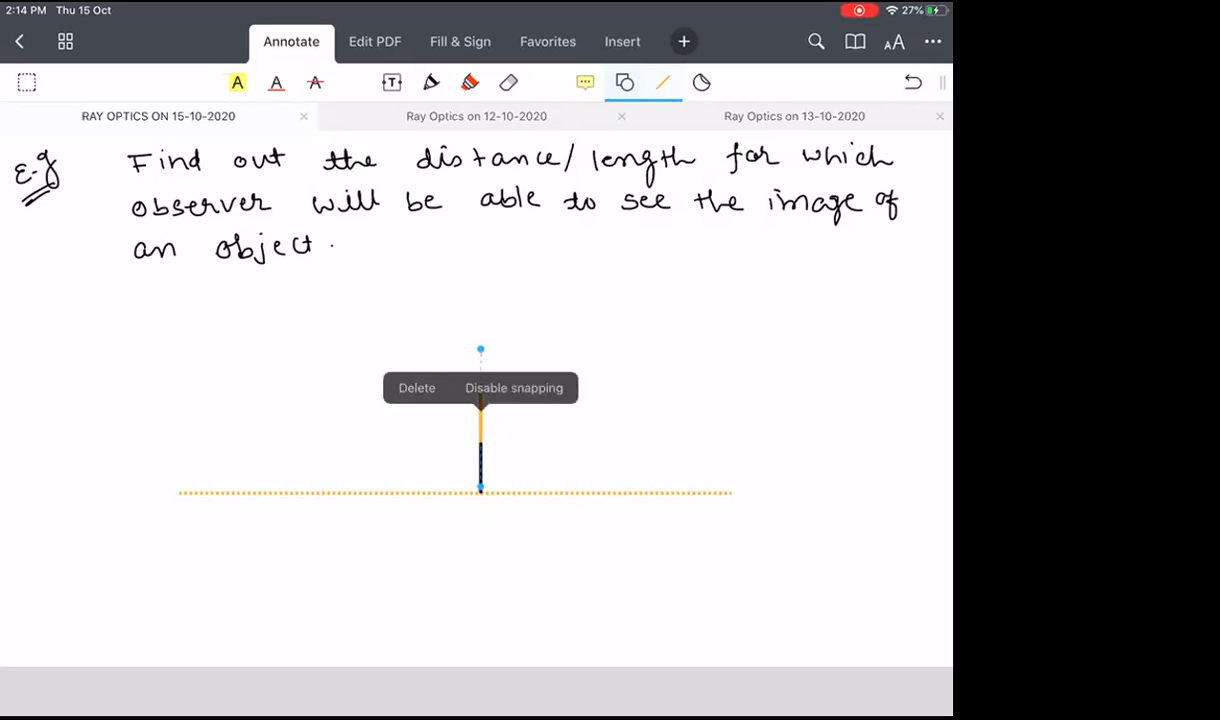 2:14 PM Thu 15 Oct 27%
Annotate Edit PDF Fill & Sign Favorites Insert
RAY OPTICS ON 15-10-2020 Ray Optics on 12-10-2020 Ray Optics on 13-10-2020
E.g Find out the distance/length for which
observer will be able to see the image of
an object.
Delete Disable snapping